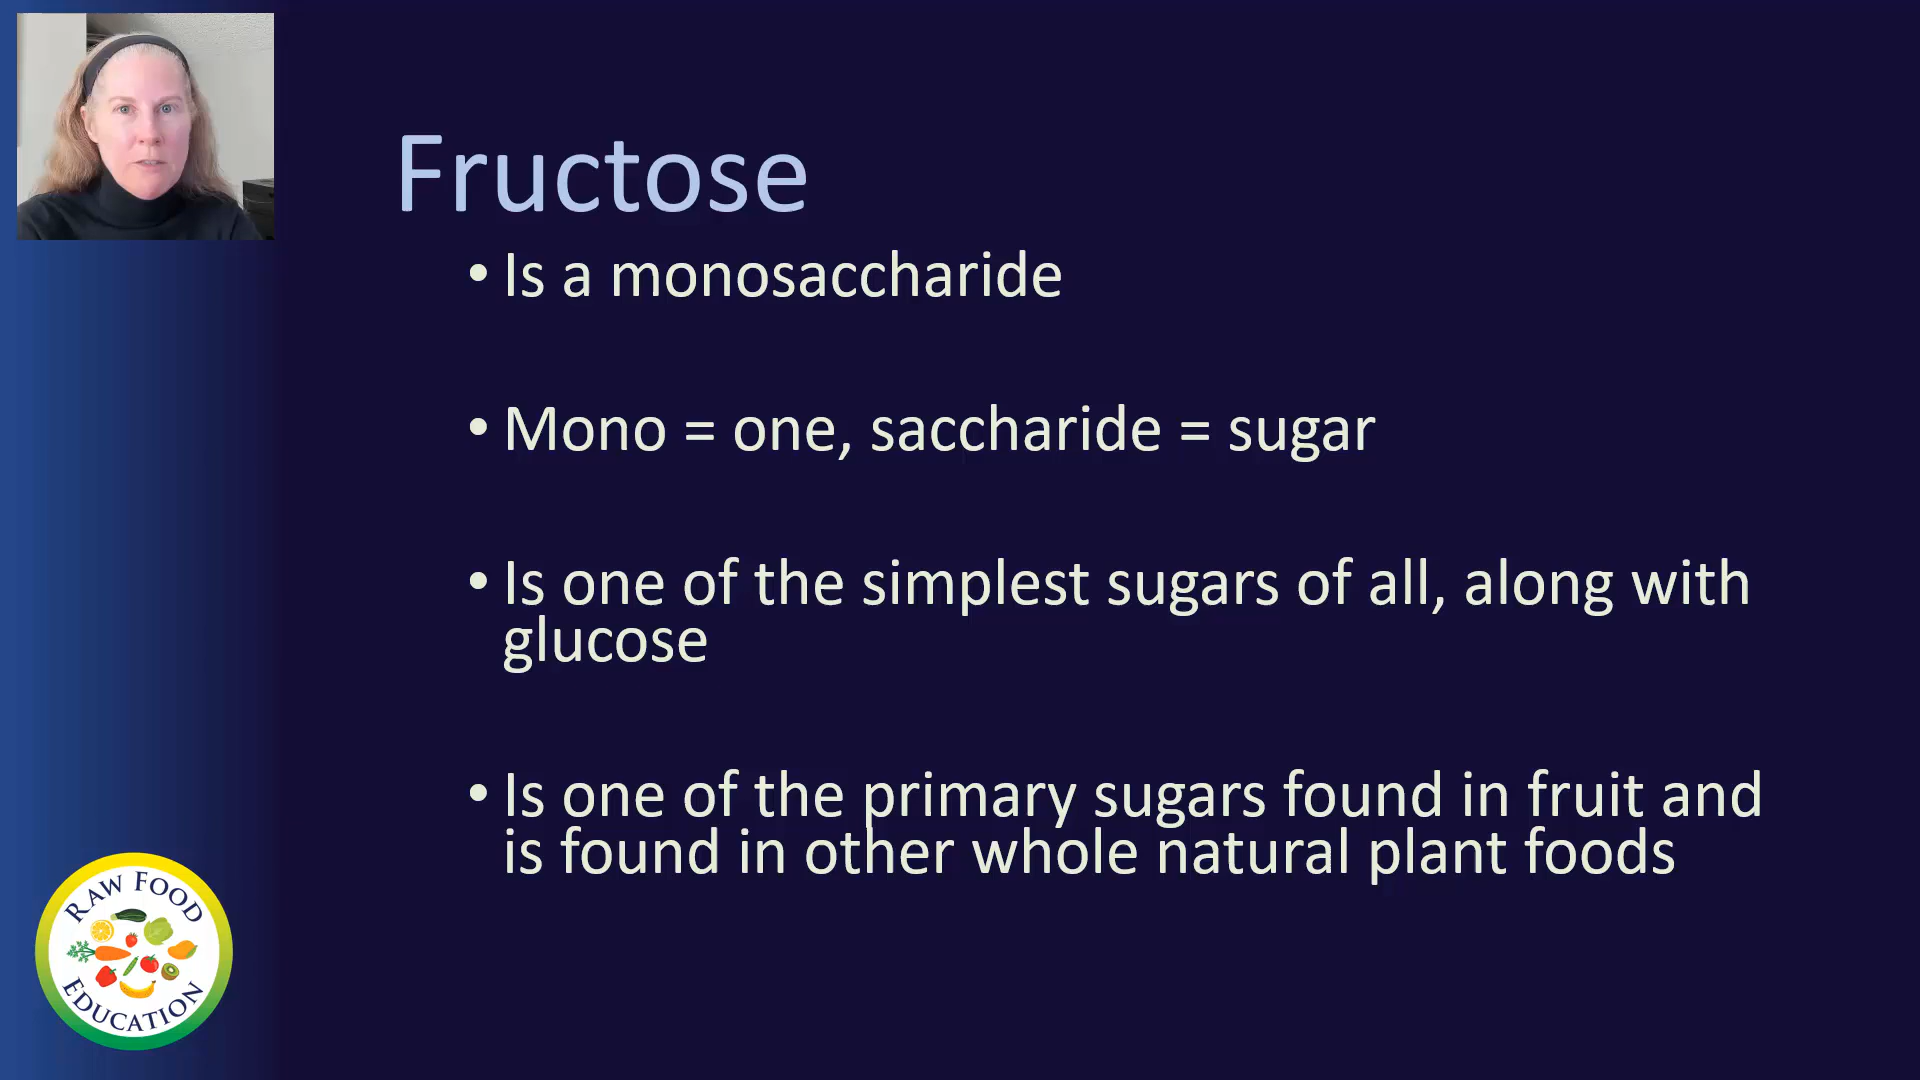 Fructose
• Is a monosaccharide
• Mono = one, saccharide = sugar
• Is one of the simplest sugars of all, along with
glucose
• Is one of the primary sugars found in fruit and
is found in other whole natural plant foods
RAW FOOD
EDUCATION